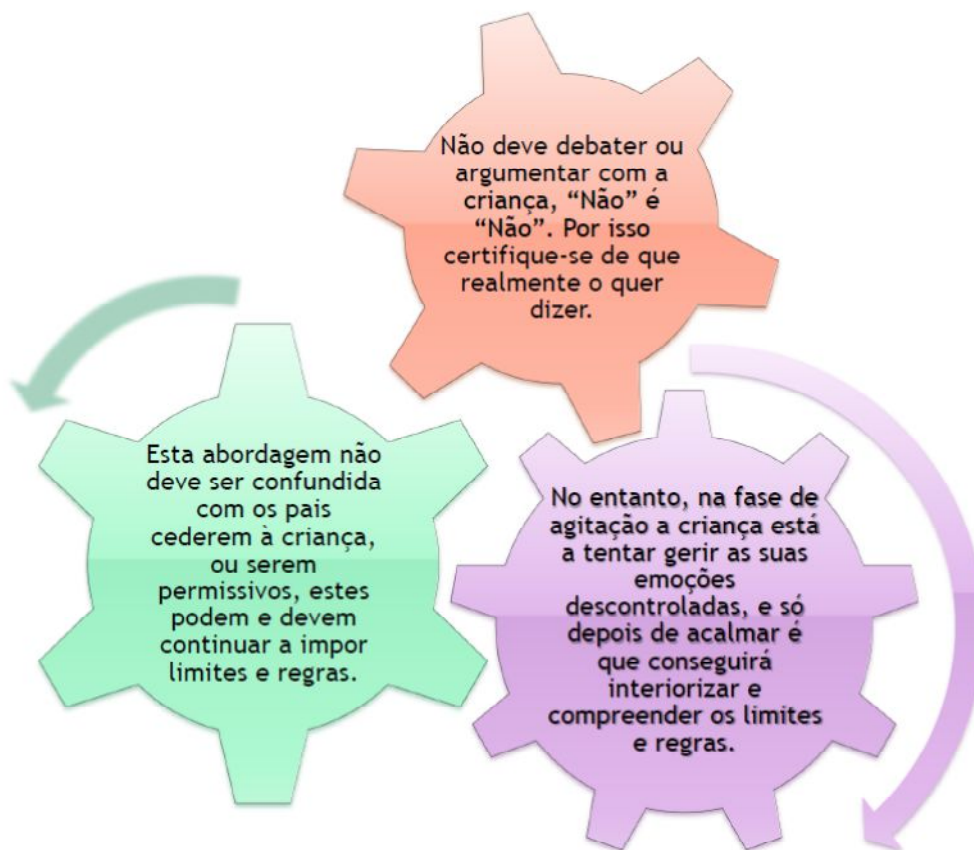 Não deve debater ou
argumentar com a
criança, “Não” é
“Não”. Por isso
certifique-se de que
realmente o quer
dizer.
Esta abordagem não
deve ser confundida
com os pais
cederem à criança,
ou serem
permissivos, estes
podem e devem
continuar a impor
limites e regras.
No entanto, na fase de
agitação a criança está
a tentar gerir as suas
emoções
descontroladas, e só
depois de acalmar é
que conseguirá
interiorizar e
compreender os limites
e regras.